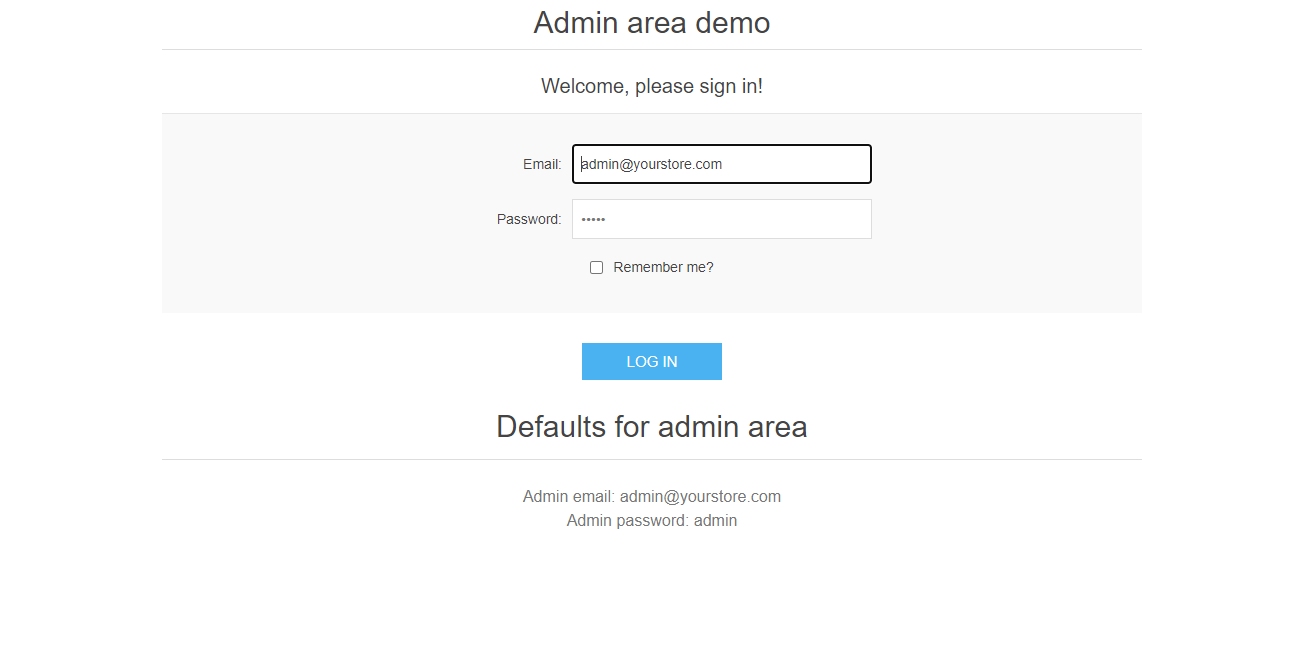 Admin area demo
Welcome, please sign in!
Email: admin@yourstore.com
Password: •••••
Remember me?
LOG IN
Defaults for admin area
Admin email: admin@yourstore.com
Admin password: admin